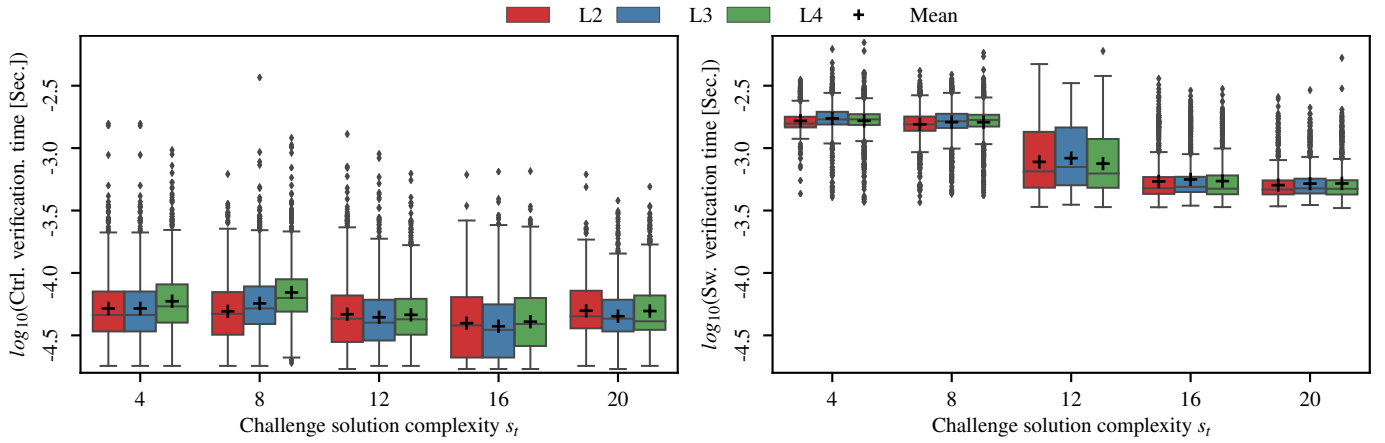 L2 L3 L4 + Mean
log10(Ctrl. verification time [Sec.])
-2.5
-3.0
-3.5
-4.0
-4.5
4 8 12 16 20
Challenge solution complexity st
log10(Sw. verification time [Sec.])
-2.5
-3.0
-3.5
-4.0
-4.5
4 8 12 16 20
Challenge solution complexity st